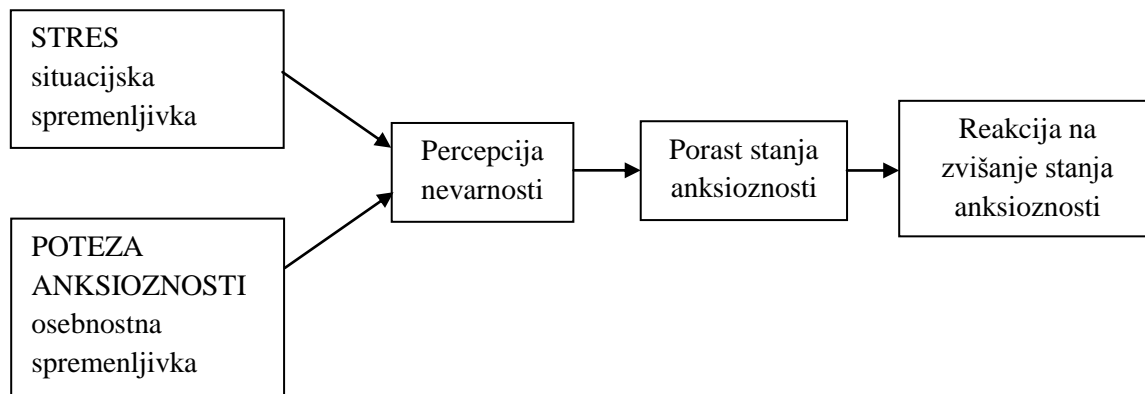 STRES
situacijska
spremenljivka
POTEZA
ANKSIOZNOSTI
osebnostna
spremenljivka
Percepcija
nevarnosti
Porast stanja
anksioznosti
Reakcija na
zvišanje stanja
anksioznosti